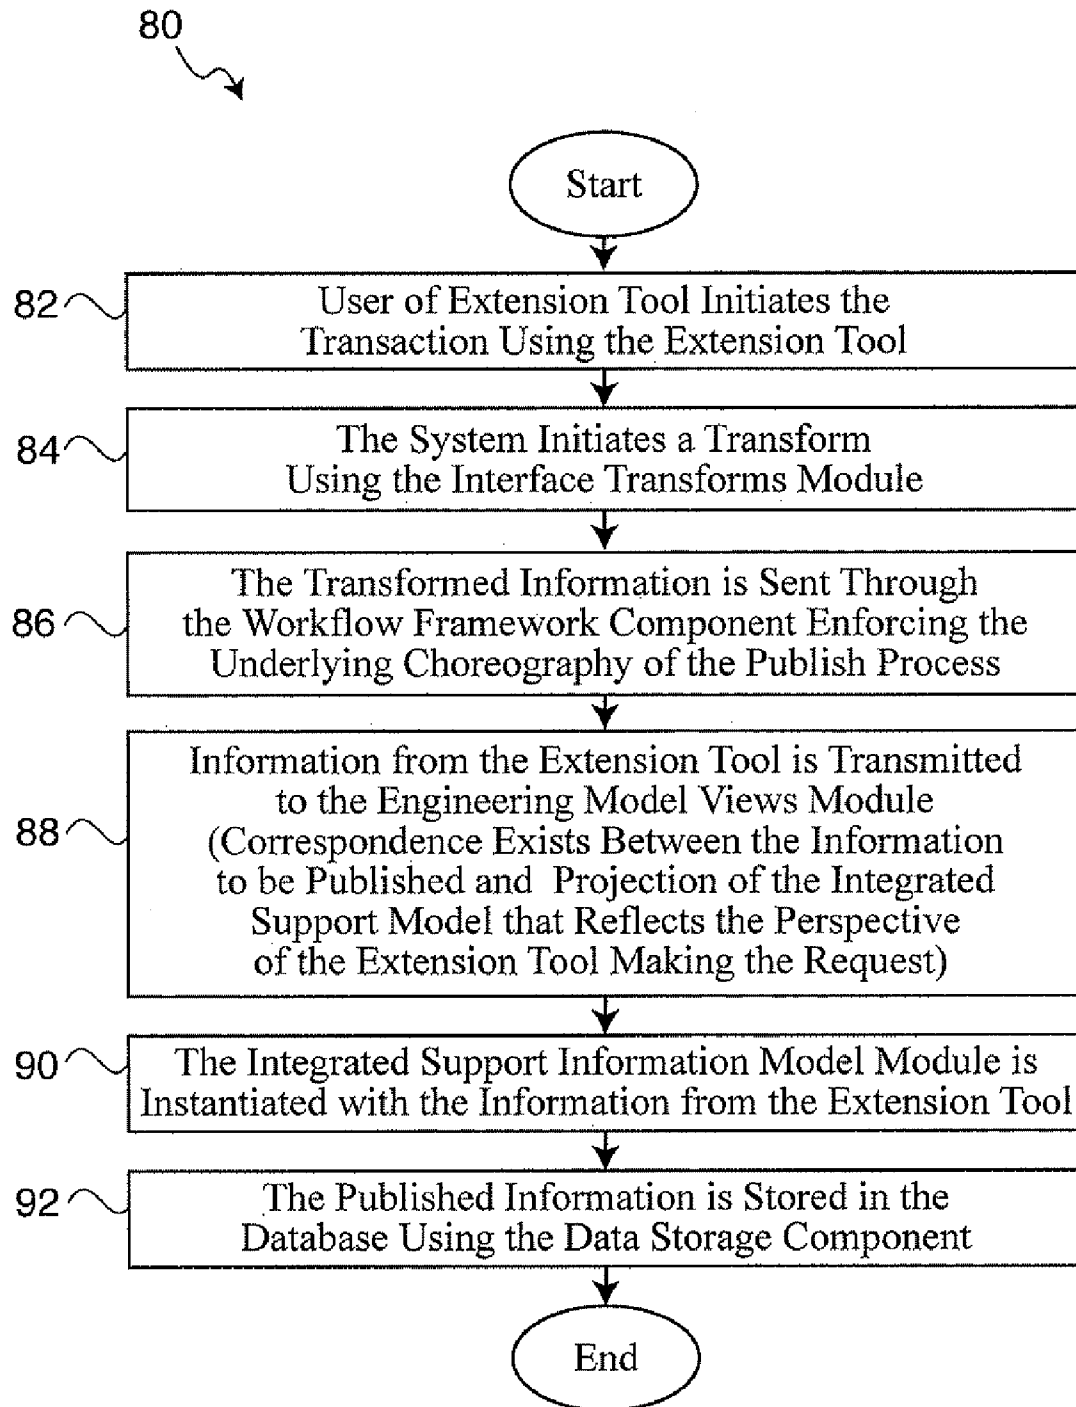 80
Start
82
User of Extension Tool Initiates the
Transaction Using the Extension Tool
84
The System Initiates a Transform
Using the Interface Transforms Module
86
The Transformed Information is Sent Through
the Workflow Framework Component Enforcing the
Underlying Choreography of the Publish Process
88
Information from the Extension Tool is Transmitted
to the Engineering Model Views Module
(Correspondence Exists Between the Information
to be Published and Projection of the Integrated
Support Model that Reflects the Perspective
of the Extension Tool Making the Request)
90
The Integrated Support Information Model Module is
Instantiated with the Information from the Extension Tool
92
The Published Information is Stored in the
Database Using the Data Storage Component
End